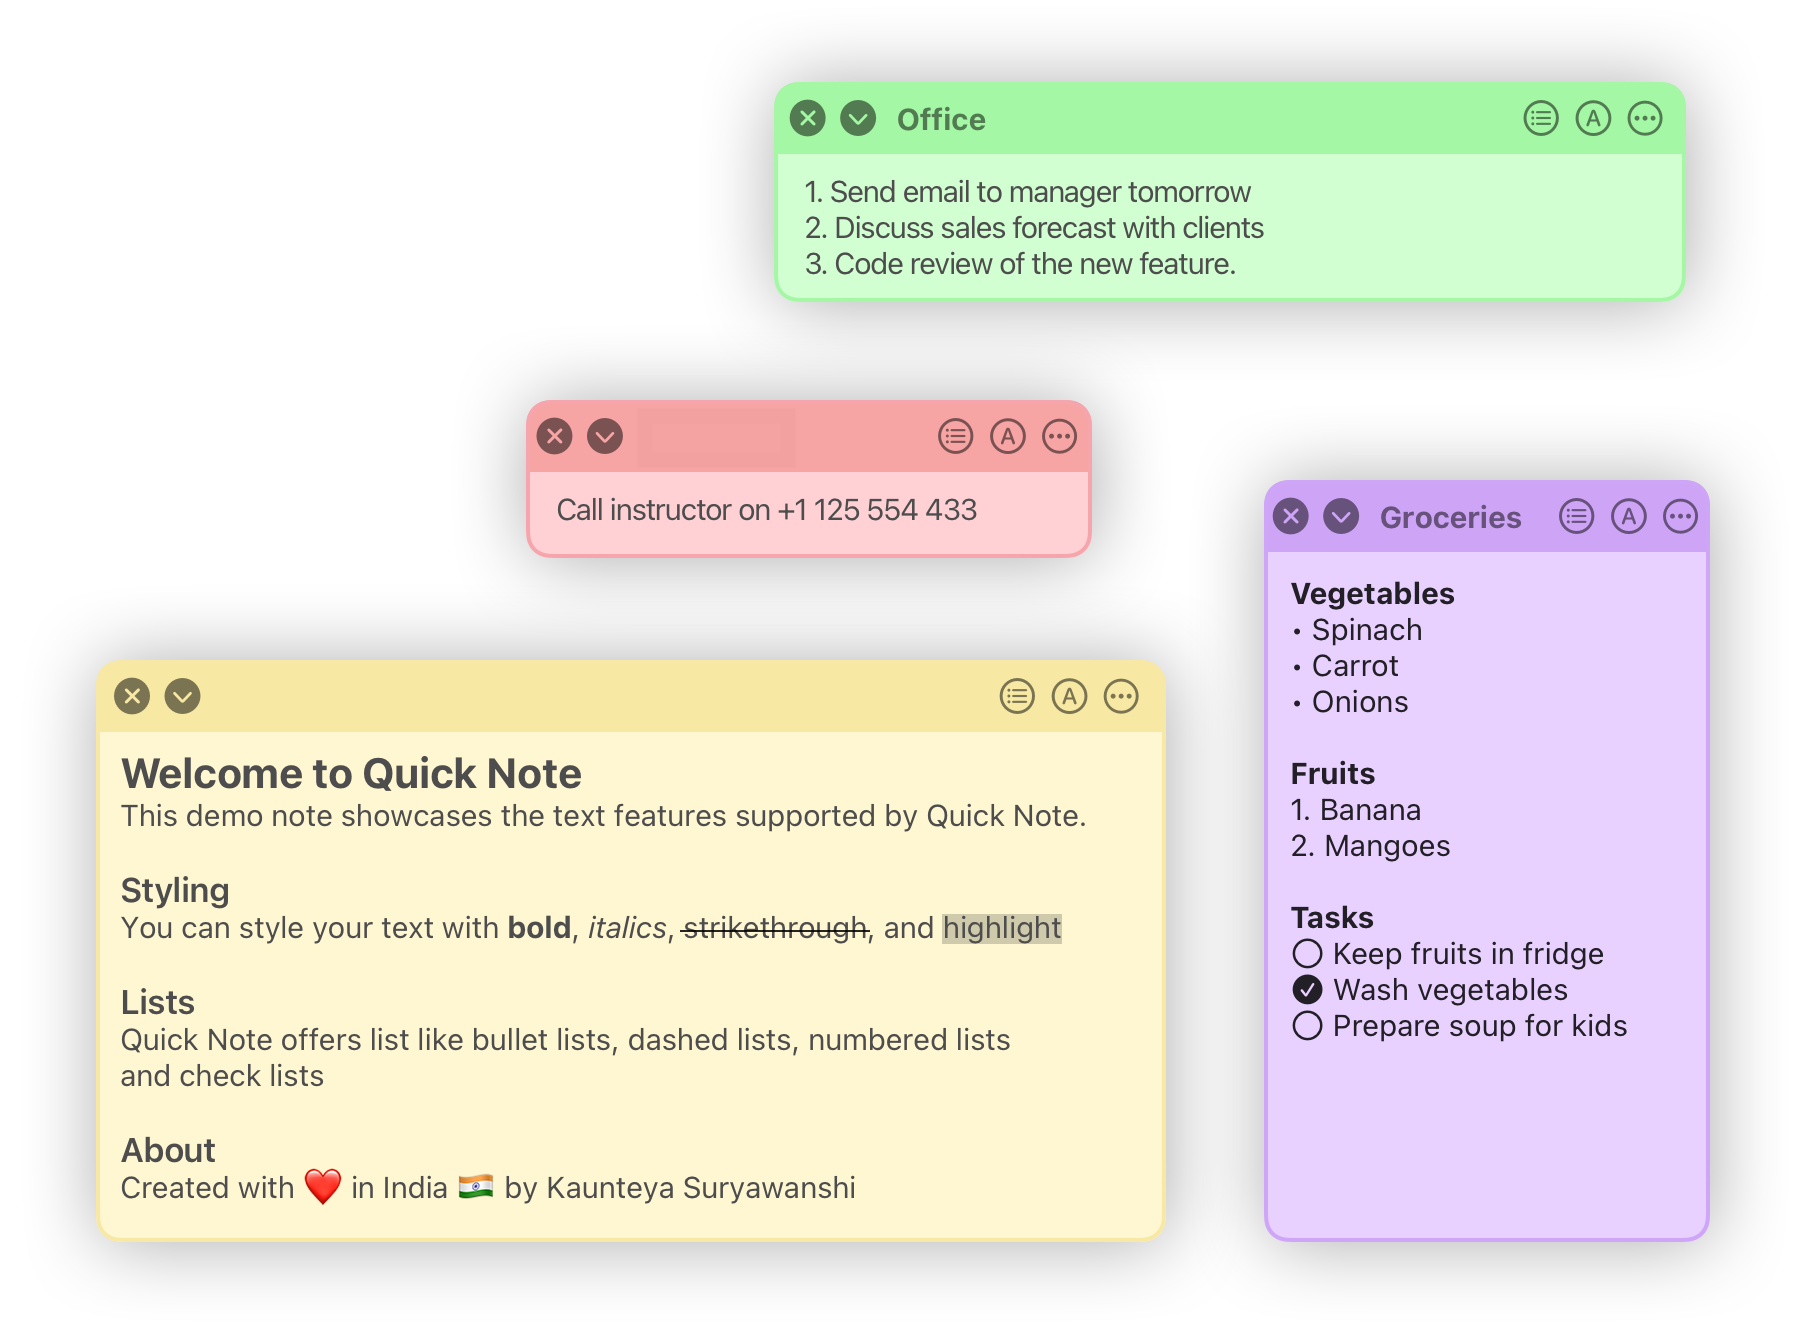 Office
1. Send email to manager tomorrow
2. Discuss sales forecast with clients
3. Code review of the new feature.
Call instructor on +1 125 554 433
Groceries
Vegetables
• Spinach
• Carrot
• Onions
Fruits
1. Banana
2. Mangoes
Tasks
Keep fruits in fridge
Wash vegetables
Prepare soup for kids
Welcome to Quick Note
This demo note showcases the text features supported by Quick Note.
Styling
You can style your text with bold, italics, strikethrough, and highlight
Lists
Quick Note offers list like bullet lists, dashed lists, numbered lists
and check lists
About
Created with ❤️ in India 🇮🇳 by Kaunteya Suryawanshi